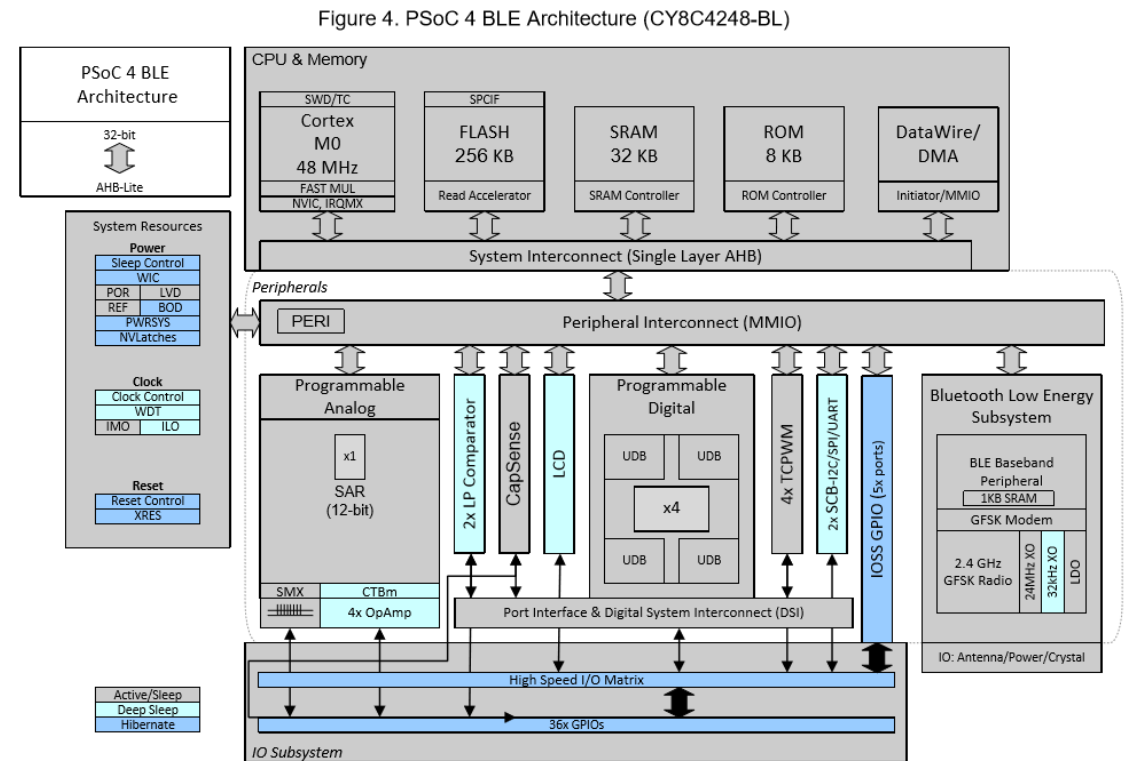 Figure 4. PSoC 4 BLE Architecture (CY8C4248-BL)
PSoC 4 BLE
Architecture
32-bit
AHB-Lite
CPU & Memory
SWD/TC
Cortex
M0
48 MHz
FAST MUL
NVIC, IRQMX
SPCIF
FLASH
256 KB
Read Accelerator
SRAM
32 KB
SRAM Controller
ROM
8 KB
ROM Controller
DataWire/
DMA
Initiator/MMIO
System Interconnect (Single Layer AHB)
System Resources
Power
Sleep Control
WIC
POR
LVD
REF
BOD
PWRSYS
NVLatches
Clock
Clock Control
WDT
IMO
ILO
Reset
Reset Control
XRES
Peripherals
PERI
Peripheral Interconnect (MMIO)
Programmable
Analog
x1
SAR
(12-bit)
SMX
CTBm
4x OpAmp
2x LP Comparator
CapSense
LCD
Programmable
Digital
UDB
UDB
x4
UDB
UDB
4x TCPWM
2x SCB-I2C/SPI/UART
IOSS GPIO (5x ports)
Port Interface & Digital System Interconnect (DSI)
Bluetooth Low Energy
Subsystem
BLE Baseband
Peripheral
1KB SRAM
GFSK Modem
2.4 GHz
GFSK Radio
24MHz XO
32kHz XO
LDO
IO: Antenna/Power/Crystal
High Speed I/O Matrix
36x GPIOs
IO Subsystem
Active/Sleep
Deep Sleep
Hibernate